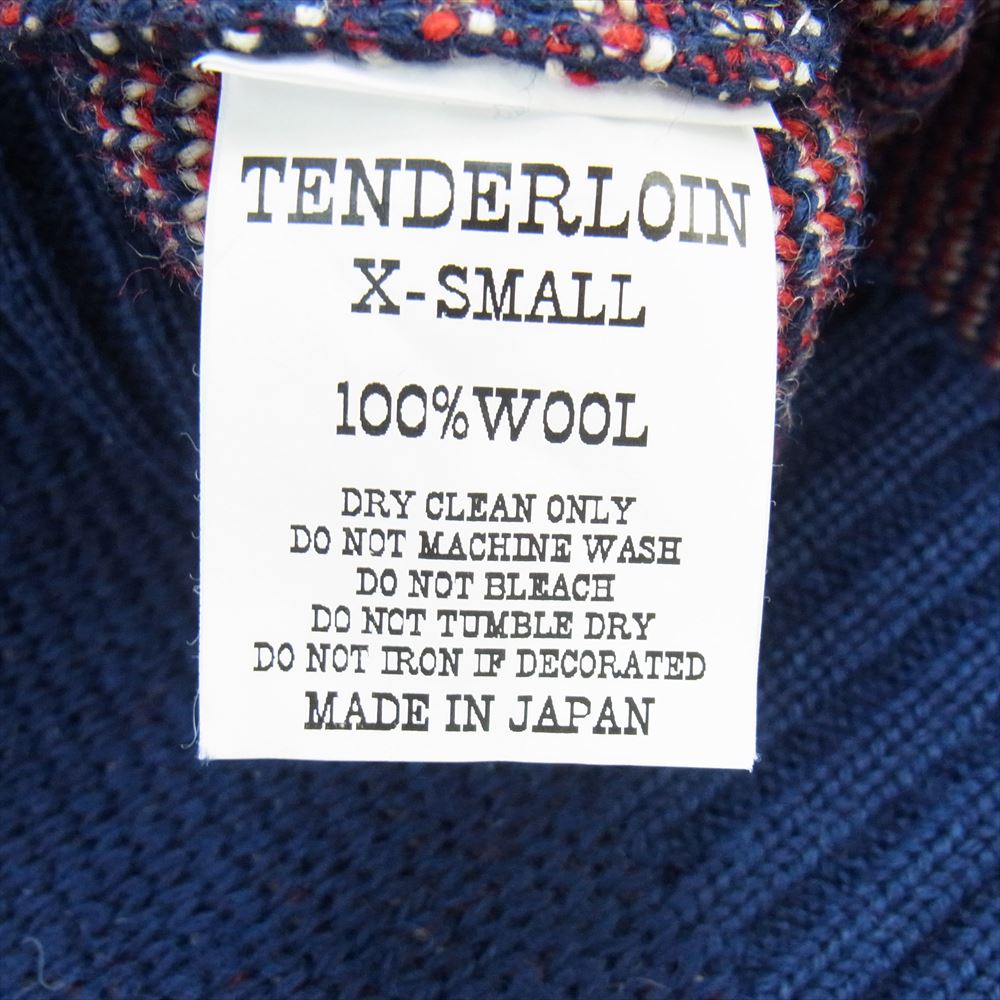 TENDERLOIN
X-SMALL
100%WOOL
DRY CLEAN ONLY
DO NOT MACHINE WASH
DO NOT BLEACH
DO NOT TUMBLE DRY
DO NOT IRON IF DECORATED
MADE IN JAPAN